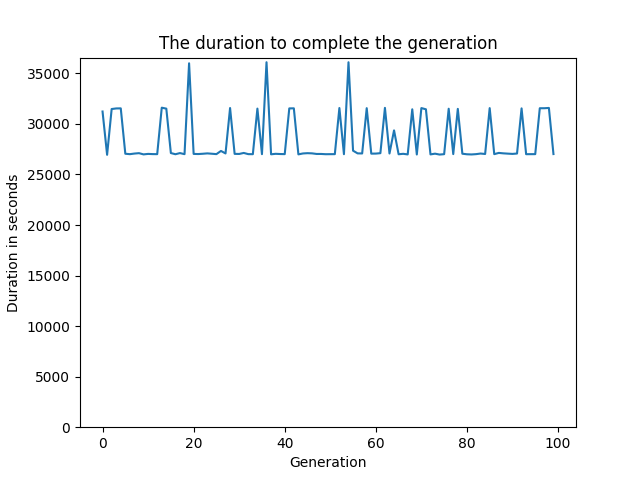 The duration to complete the generation
35000
30000
25000
20000
15000
10000
5000
0
Duration in seconds
0 20 40 60 80 100
Generation